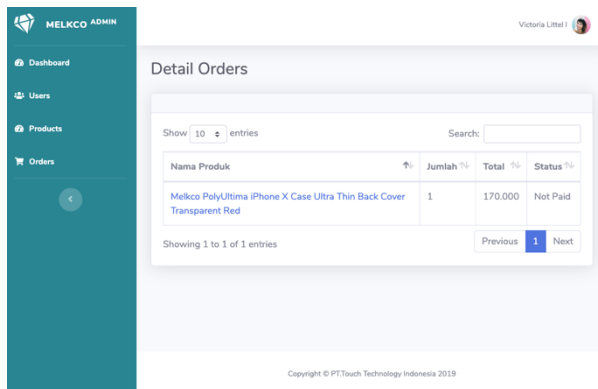 MELKCO ADMIN
Victoria Littel I
Dashboard
Users
Products
Orders
Detail Orders
Show 10 entries
Search:
Nama Produk Jumlah Total Status
Melkco PolyUltima iPhone X Case Ultra Thin Back Cover
Transparent Red
1 170.000 Not Paid
Showing 1 to 1 of 1 entries
Previous 1 Next
Copyright © PT.Touch Technology Indonesia 2019